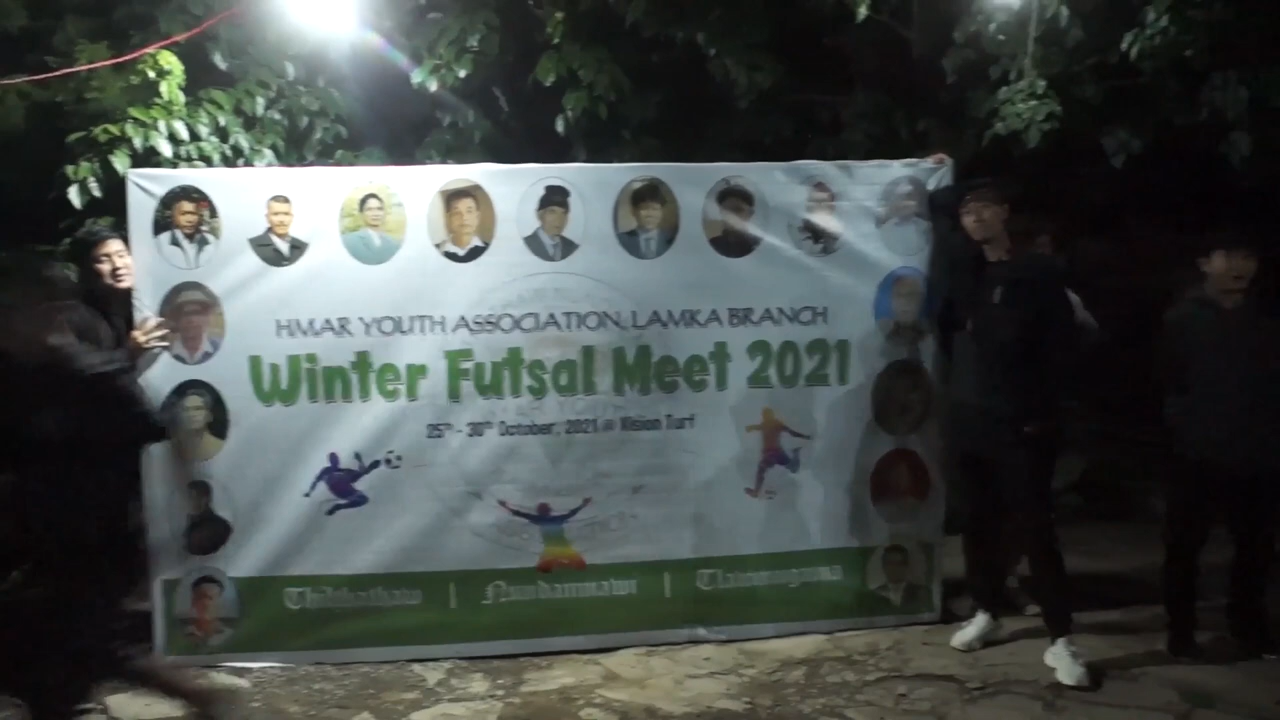 HMAR YOUTH ASSOCIATION, LAMKA BRANCH
Winter Futsal Meet 2021
25th - 30th October, 2021 @ Vision Turf